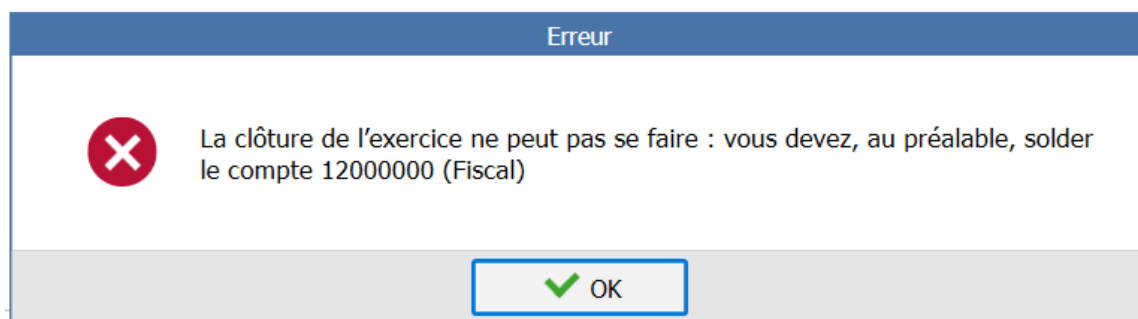 Erreur
La clôture de l’exercice ne peut pas se faire : vous devez, au préalable, solder
le compte 12000000 (Fiscal)
OK